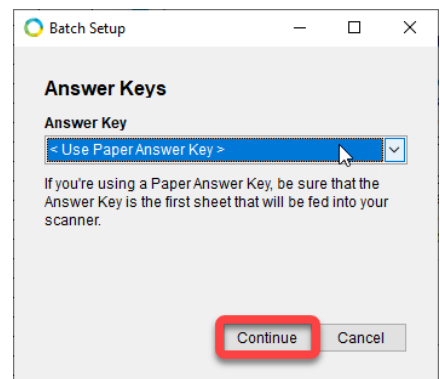 Batch Setup
Answer Keys
Answer Key
< Use Paper Answer Key >
If you're using a Paper Answer Key, be sure that the
Answer Key is the first sheet that will be fed into your
scanner.
Continue Cancel